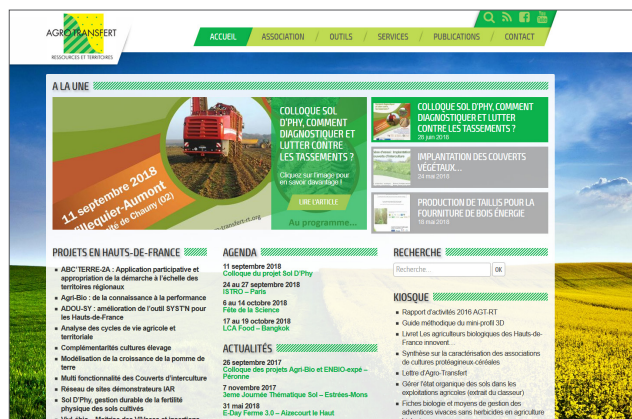 AGRO TRANSFERT
RESSOURCES ET TERRITOIRES
ACCUEIL / ASSOCIATION / OUTILS / SERVICES / PUBLICATIONS / CONTACT
A LA UNE
11 septembre 2018
COLLOQUE SOL
D'PHY, COMMENT
DIAGNOSTIQUER ET
LUTTER CONTRE
LES TASSEMENTS ?
Cliquez sur l'image pour
en savoir davantage !
LIRE L'ARTICLE
Au programme...
COLLOQUE SOL D'PHY, COMMENT
DIAGNOSTIQUER ET LUTTER
CONTRE LES TASSEMENTS ?
26 juin 2018
IMPLANTATION DES COUVERTS
VÉGÉTAUX…
24 mai 2018
PRODUCTION DE TAILLIS POUR LA
FOURNITURE DE BOIS ÉNERGIE
16 mai 2018
PROJETS EN HAUTS-DE-FRANCE
ABC'TERRE-2A : Application participative et
appropriation de la démarche à l'échelle des
territoires régionaux
Agri-Bio : de la connaissance à la performance
ADOU-SY : amélioration de l'outil SYST'N pour
les Hauts-de-France
Analyse des cycles de vie agricole et
territoriale
Complémentarités cultures élevage
Modélisation de la croissance de la pomme de
terre
Multi fonctionnalité des Couverts d'interculture
Réseau de sites démonstrateurs IAR
Sol D'Phy, gestion durable de la fertilité
physique des sols cultivés
AGENDA
11 septembre 2018
Colloque du projet Sol D'Phy
24 au 27 septembre 2018
ISTRO – Paris
6 au 14 octobre 2018
Fête de la Science
17 au 19 octobre 2018
LCA Food – Bangkok
ACTUALITÉS
26 septembre 2017
Colloque des projets Agri-Bio et ENBIO-expé –
Péronne
7 novembre 2017
3eme Journée Thématique Sol – Estrées-Mons
31 mai 2018
E-Day Ferme 3.0 – Aizecourt le Haut
RECHERCHE
Recherche...
OK
KIOSQUE
Rapport d'activités 2016 AGT-RT
Guide méthodique du mini-profil 3D
Livret Les agriculteurs biologiques des Hauts-de-
France innovent…
Synthèse sur la caractérisation des associations
de cultures protéagineux-céréales
Lettre d'Agro-Transfert
Gérer l'état organique des sols dans les
exploitations agricoles (extrait du classeur)
Fiches biologie et moyens de gestion des
adventices vivaces sans herbicides en agriculture